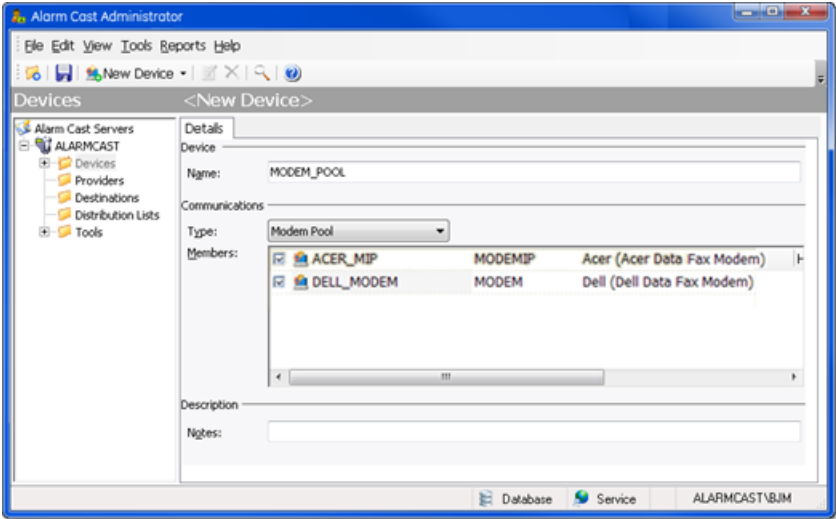 Alarm Cast Administrator
File Edit View Tools Reports Help
New Device
Devices <New Device>
Alarm Cast Servers
ALARMCAST
Devices
Providers
Destinations
Distribution Lists
Tools
Details
Device
Name: MODEM_POOL
Communications
Type: Modem Pool
Members:
ACER_MIP MODEMIP Acer (Acer Data Fax Modem) H
DELL_MODEM MODEM Dell (Dell Data Fax Modem)
Description
Notes:
Database Service ALARMCAST\BJM